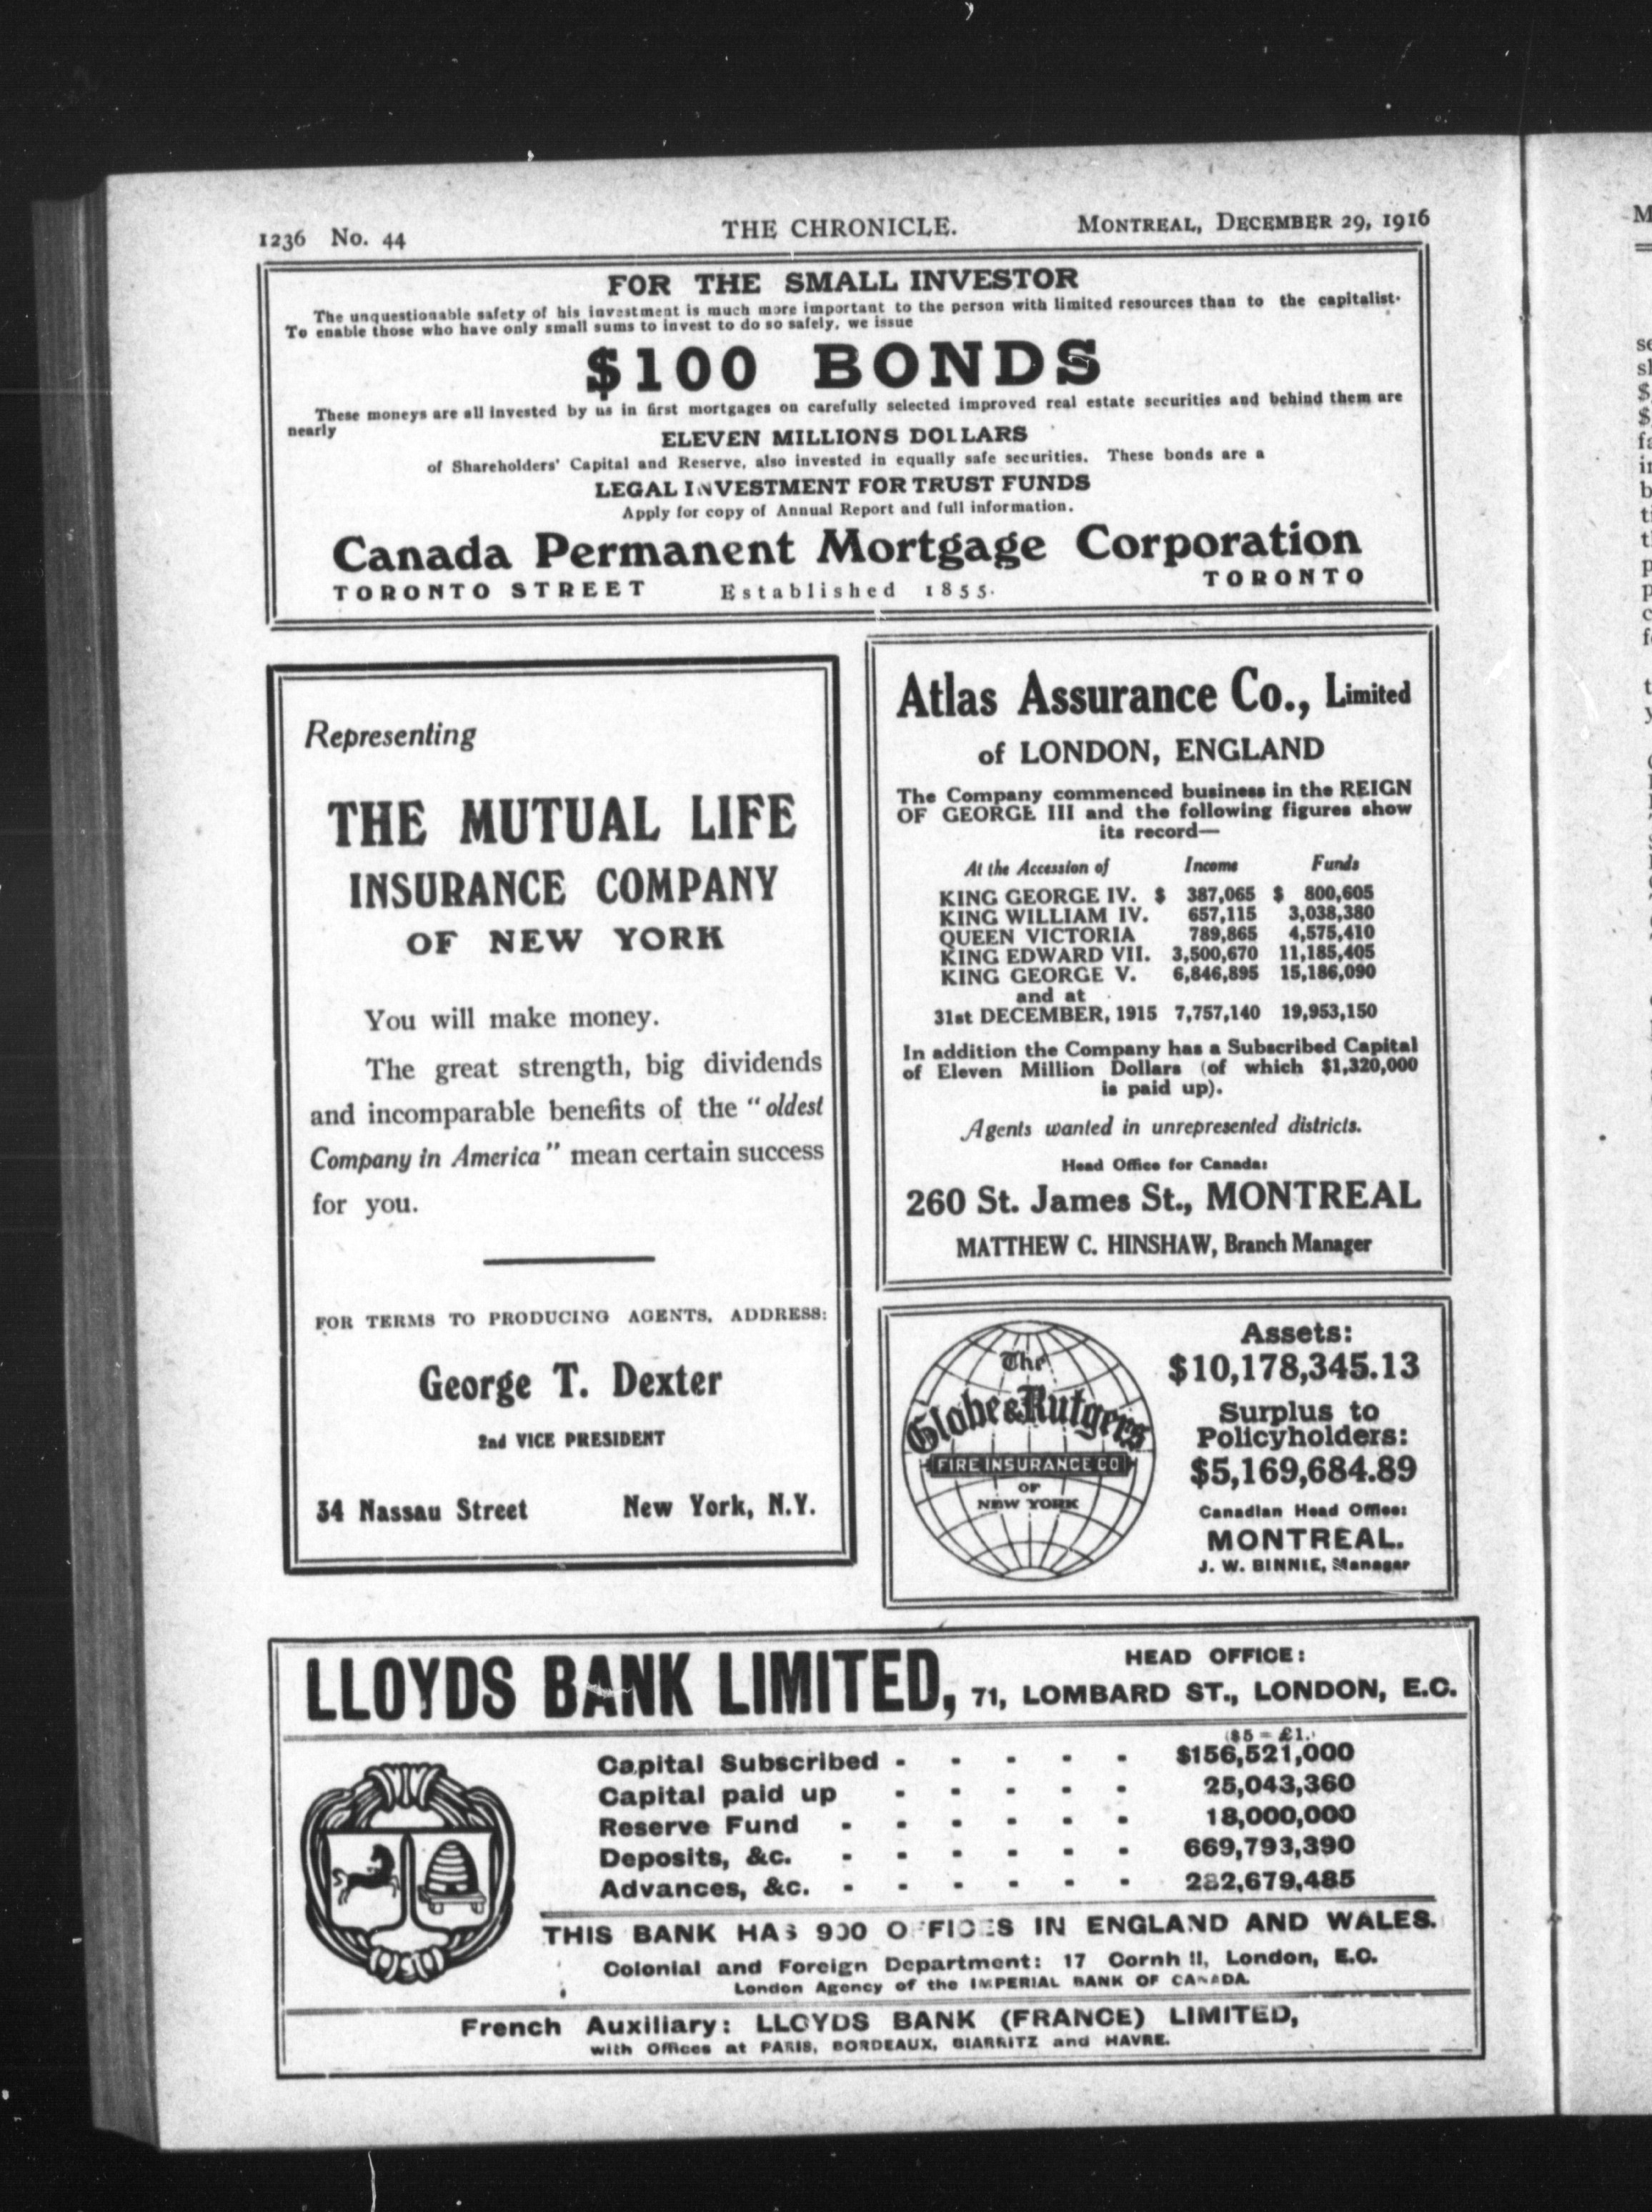 1236 No. 44 THE CHRONICLE. MONTREAL, DECEMBER 29, 1916
FOR THE SMALL INVESTOR
The unquestionable safety of his investment is much more important to the person with limited resources than to the capitalist.
To enable those who have only small sums to invest to do so safely, we issue
$100 BONDS
These moneys are all invested by us in first mortgages on carefully selected improved real estate securities and behind them are
nearly
ELEVEN MILLIONS DOLLARS
of Shareholders' Capital and Reserve, also invested in equally safe securities. These bonds are a
LEGAL INVESTMENT FOR TRUST FUNDS
Apply for copy of Annual Report and full information.
Canada Permanent Mortgage Corporation
TORONTO STREET Established 1855. TORONTO
Representing
THE MUTUAL LIFE
INSURANCE COMPANY
OF NEW YORK
You will make money.
The great strength, big dividends
and incomparable benefits of the "oldest
Company in America" mean certain success
for you.
FOR TERMS TO PRODUCING AGENTS, ADDRESS:
George T. Dexter
2nd VICE PRESIDENT
34 Nassau Street New York, N.Y.
Atlas Assurance Co., Limited
of LONDON, ENGLAND
The Company commenced business in the REIGN
OF GEORGE III and the following figures show
its record—
At the Accession of Income Funds
KING GEORGE IV. $ 387,065 $ 800,605
KING WILLIAM IV. 657,115 3,038,380
QUEEN VICTORIA 789,865 4,575,410
KING EDWARD VII. 3,500,670 11,185,405
KING GEORGE V. 6,846,895 15,186,090
and at
31st DECEMBER, 1915 7,757,140 19,953,150
In addition the Company has a Subscribed Capital
of Eleven Million Dollars (of which $1,320,000
is paid up).
Agents wanted in unrepresented districts.
Head Office for Canada:
260 St. James St., MONTREAL
MATTHEW C. HINSHAW, Branch Manager
The
Globe & Rutgers
FIRE INSURANCE CO
OF
NEW YORK
Assets:
$10,178,345.13
Surplus to
Policyholders:
$5,169,684.89
Canadian Head Office:
MONTREAL.
J. W. BINNIE, Manager
LLOYDS BANK LIMITED,
HEAD OFFICE:
71, LOMBARD ST., LONDON, E.C.
($5 = £1.)
Capital Subscribed - - - - - $156,521,000
Capital paid up - - - - - 25,043,360
Reserve Fund - - - - - - 18,000,000
Deposits, &c. - - - - - - 669,793,390
Advances, &c. - - - - - - 282,679,485
THIS BANK HAS 900 OFFICES IN ENGLAND AND WALES.
Colonial and Foreign Department: 17 Cornhill, London, E.C.
London Agency of the IMPERIAL BANK OF CANADA.
French Auxiliary: LLOYDS BANK (FRANCE) LIMITED,
with Offices at PARIS, BORDEAUX, BIARRITZ and HAVRE.